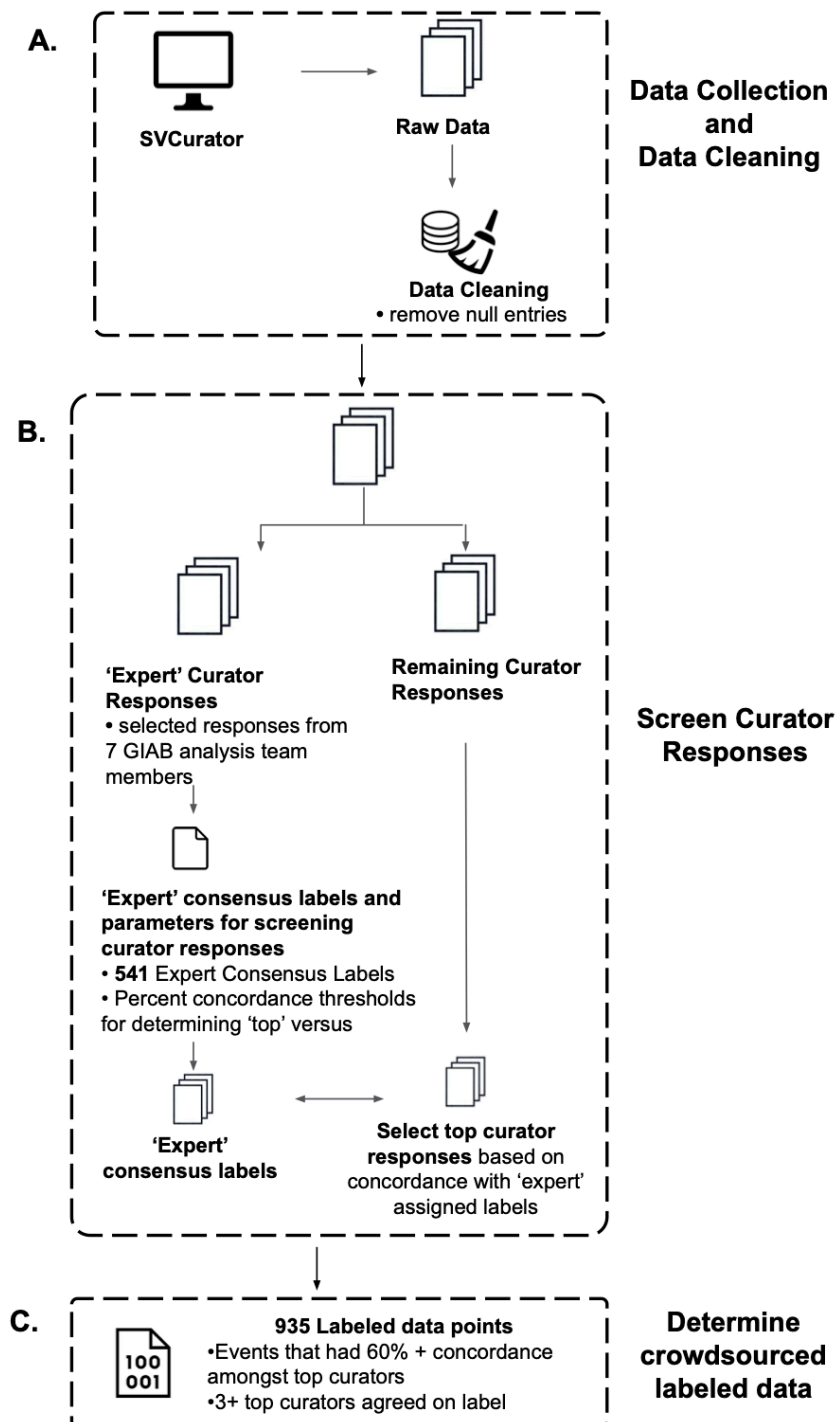 A.
SVCurator
Raw Data
Data Cleaning
• remove null entries
Data Collection
and
Data Cleaning
B.
‘Expert’ Curator
Responses
• selected responses from
7 GIAB analysis team
members
Remaining Curator
Responses
‘Expert’ consensus labels and
parameters for screening
curator responses
• 541 Expert Consensus Labels
• Percent concordance thresholds
for determining ‘top’ versus
‘Expert’
consensus labels
Select top curator
responses based on
concordance with ‘expert’
assigned labels
Screen Curator
Responses
C.
100
001
935 Labeled data points
•Events that had 60% + concordance
amongst top curators
•3+ top curators agreed on label
Determine
crowdsourced
labeled data